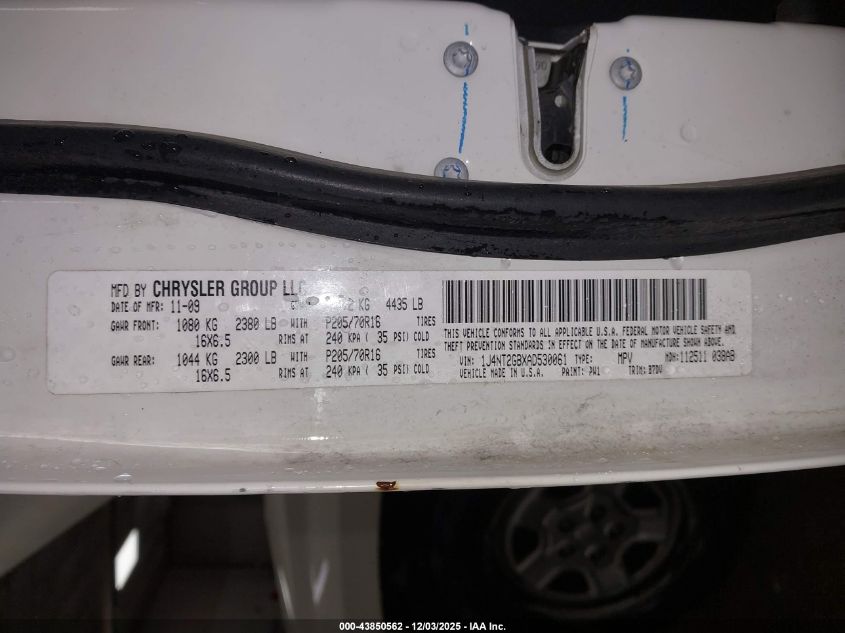 MFD BY CHRYSLER GROUP LLC
DATE OF MFR: 11-09 KG 4435 LB
GAWR FRONT: 1080 KG 2380 LB WITH P205/70R16 TIRES
16X6.5 RIMS AT 240 KPA ( 35 PSI) COLD
GAWR REAR: 1044 KG 2300 LB WITH P205/70R16 TIRES
16X6.5 RIMS AT 240 KPA ( 35 PSI) COLD
THIS VEHICLE CONFORMS TO ALL APPLICABLE U.S.A. FEDERAL MOTOR VEHICLE SAFETY AND
THEFT PREVENTION STANDARDS IN EFFECT ON THE DATE OF MANUFACTURE SHOWN ABOVE.
VIN: 1J4NT2GBXAD530061 TYPE: MPV MDH: 112511 039AB
VEHICLE MADE IN U.S.A. PAINT: PW1 TRIM: B7DV
000-43850562 - 12/03/2025 - IAA Inc.